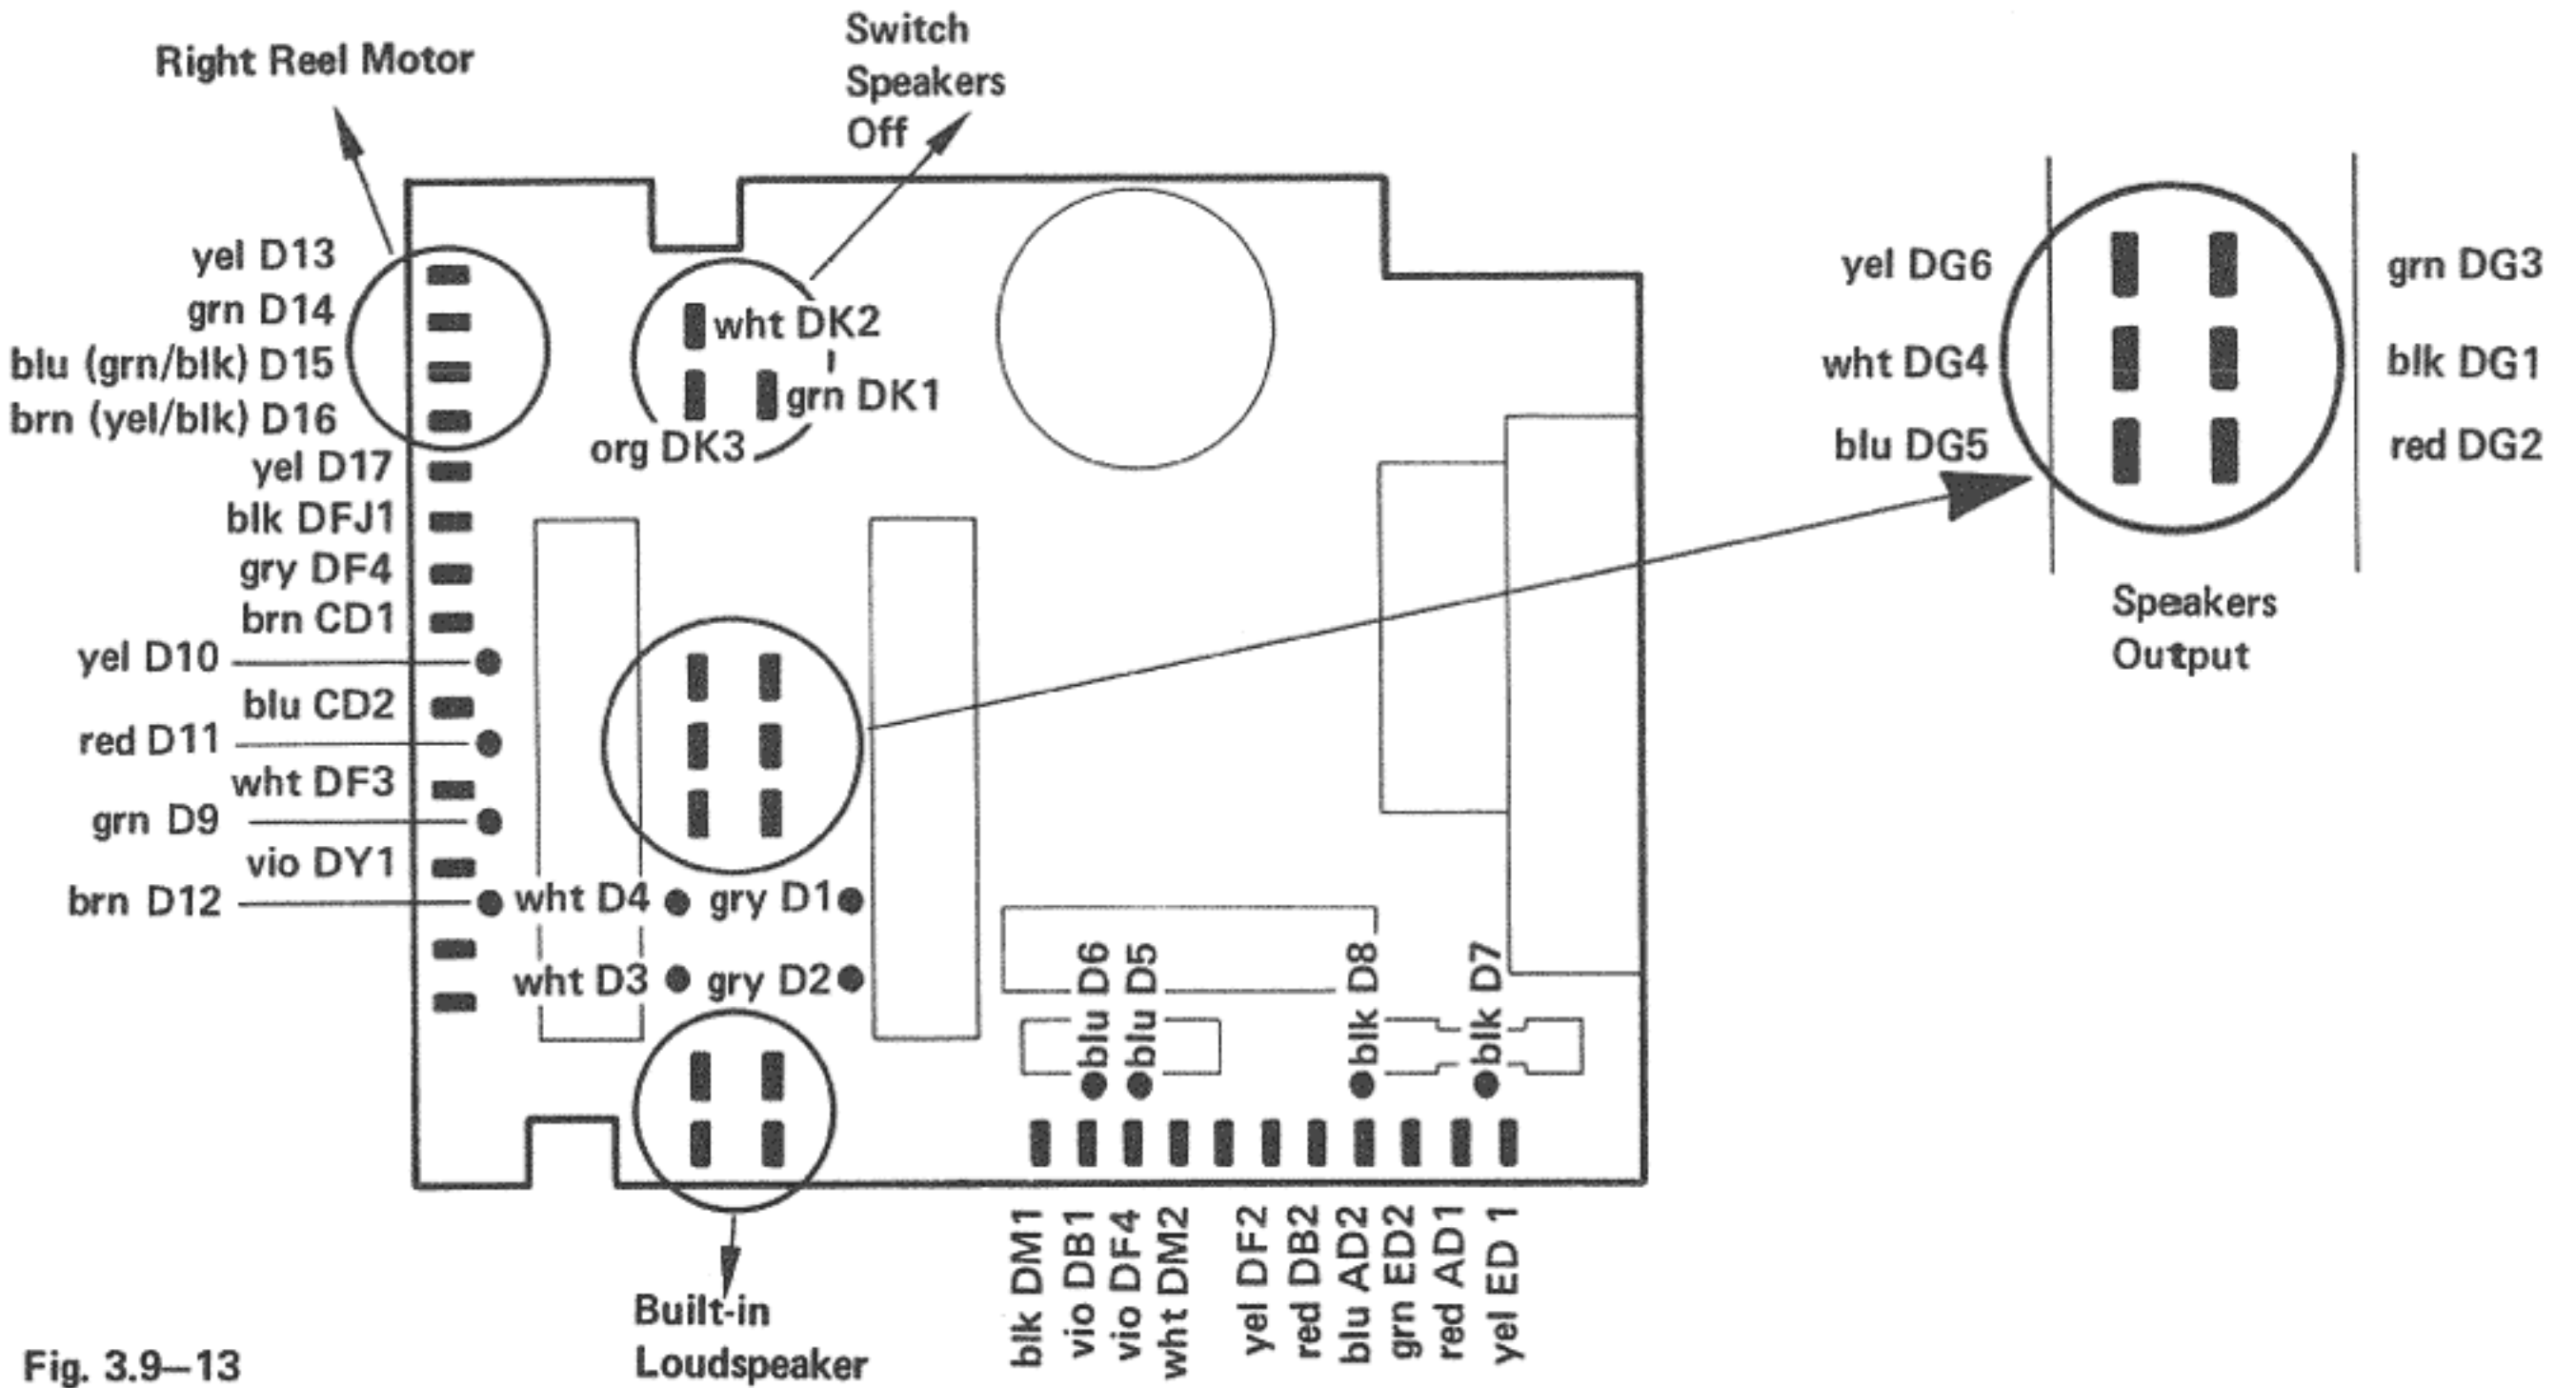 Right Reel Motor
Switch
Speakers
Off
yel D13
grn D14
blu (grn/blk) D15
brn (yel/blk) D16
yel D17
blk DFJ1
gry DF4
brn CD1
yel D10
blu CD2
red D11
wht DF3
grn D9
vio DY1
brn D12
wht DK2
grn DK1
org DK3
wht D4
gry D1
wht D3
gry D2
blu D6
blu D5
blk D8
blk D7
yel DG6
grn DG3
wht DG4
blk DG1
blu DG5
red DG2
Speakers
Output
blk DM1
vio DB1
vio DF4
wht DM2
yel DF2
red DB2
blu AD2
grn ED2
red AD1
yel ED 1
Built-in
Loudspeaker
Fig. 3.9–13